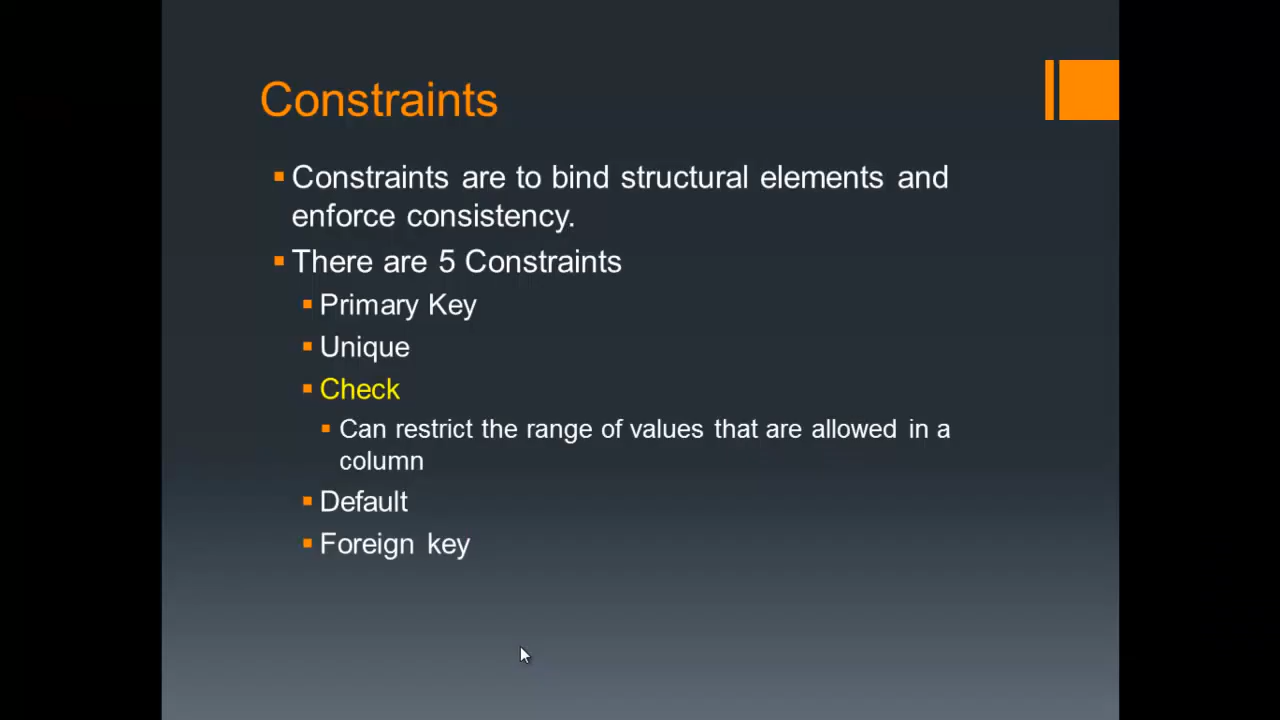 Constraints
Constraints are to bind structural elements and
enforce consistency.
There are 5 Constraints
Primary Key
Unique
Check
Can restrict the range of values that are allowed in a
column
Default
Foreign key